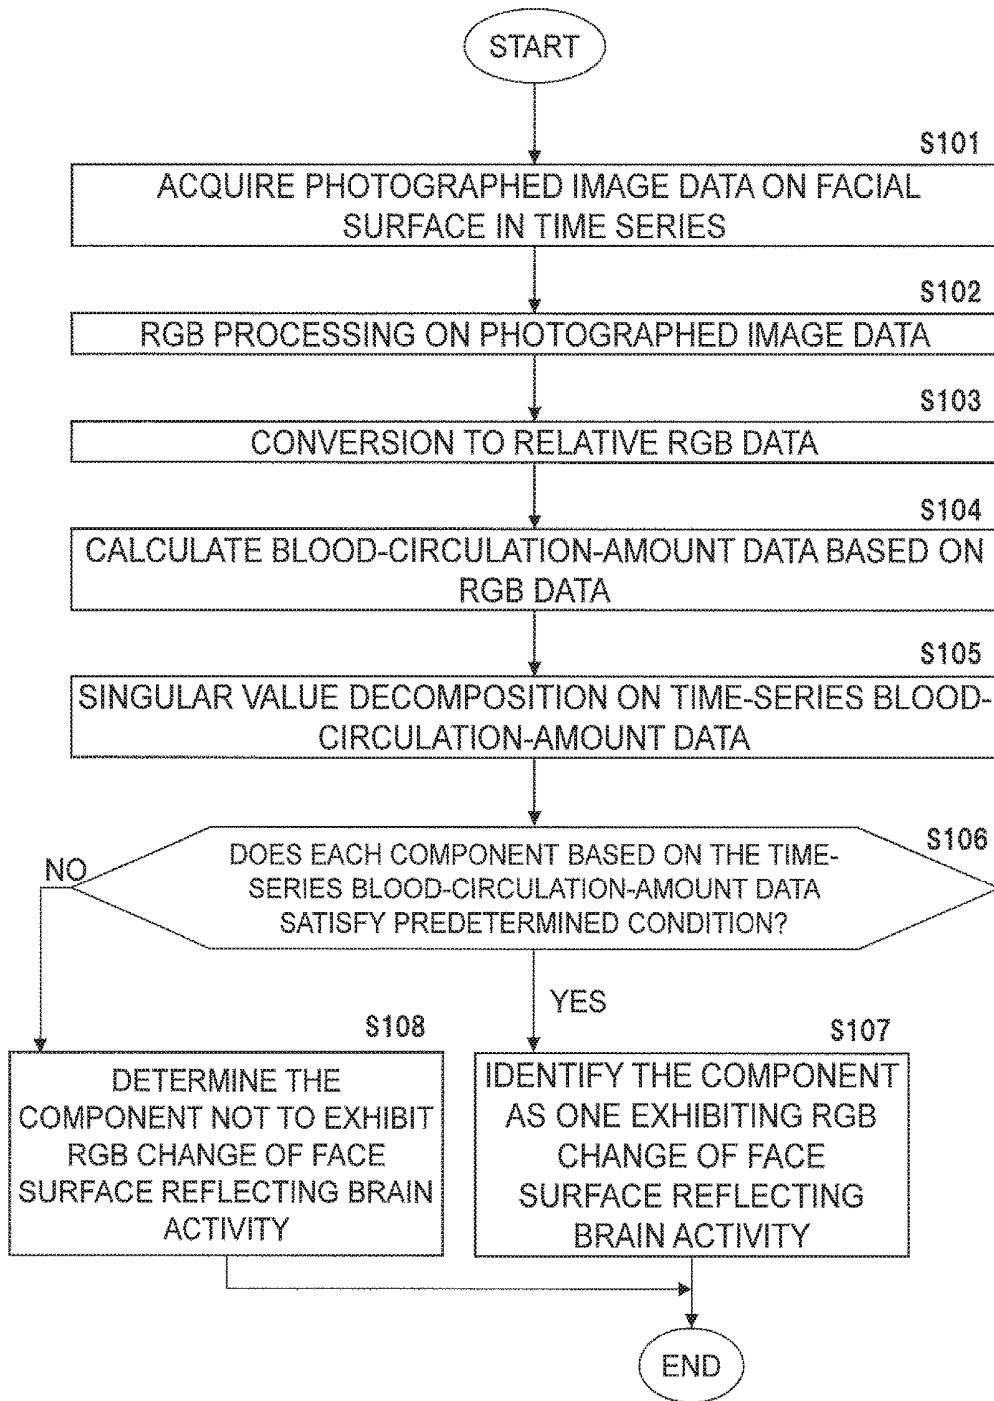 START
S101
ACQUIRE PHOTOGRAPHED IMAGE DATA ON FACIAL
SURFACE IN TIME SERIES
S102
RGB PROCESSING ON PHOTOGRAPHED IMAGE DATA
S103
CONVERSION TO RELATIVE RGB DATA
S104
CALCULATE BLOOD-CIRCULATION-AMOUNT DATA BASED ON
RGB DATA
S105
SINGULAR VALUE DECOMPOSITION ON TIME-SERIES BLOOD-
CIRCULATION-AMOUNT DATA
S106
DOES EACH COMPONENT BASED ON THE TIME-
SERIES BLOOD-CIRCULATION-AMOUNT DATA
SATISFY PREDETERMINED CONDITION?
NO
YES
S108
DETERMINE THE
COMPONENT NOT TO EXHIBIT
RGB CHANGE OF FACE
SURFACE REFLECTING BRAIN
ACTIVITY
S107
IDENTIFY THE COMPONENT
AS ONE EXHIBITING RGB
CHANGE OF FACE
SURFACE REFLECTING
BRAIN ACTIVITY
END